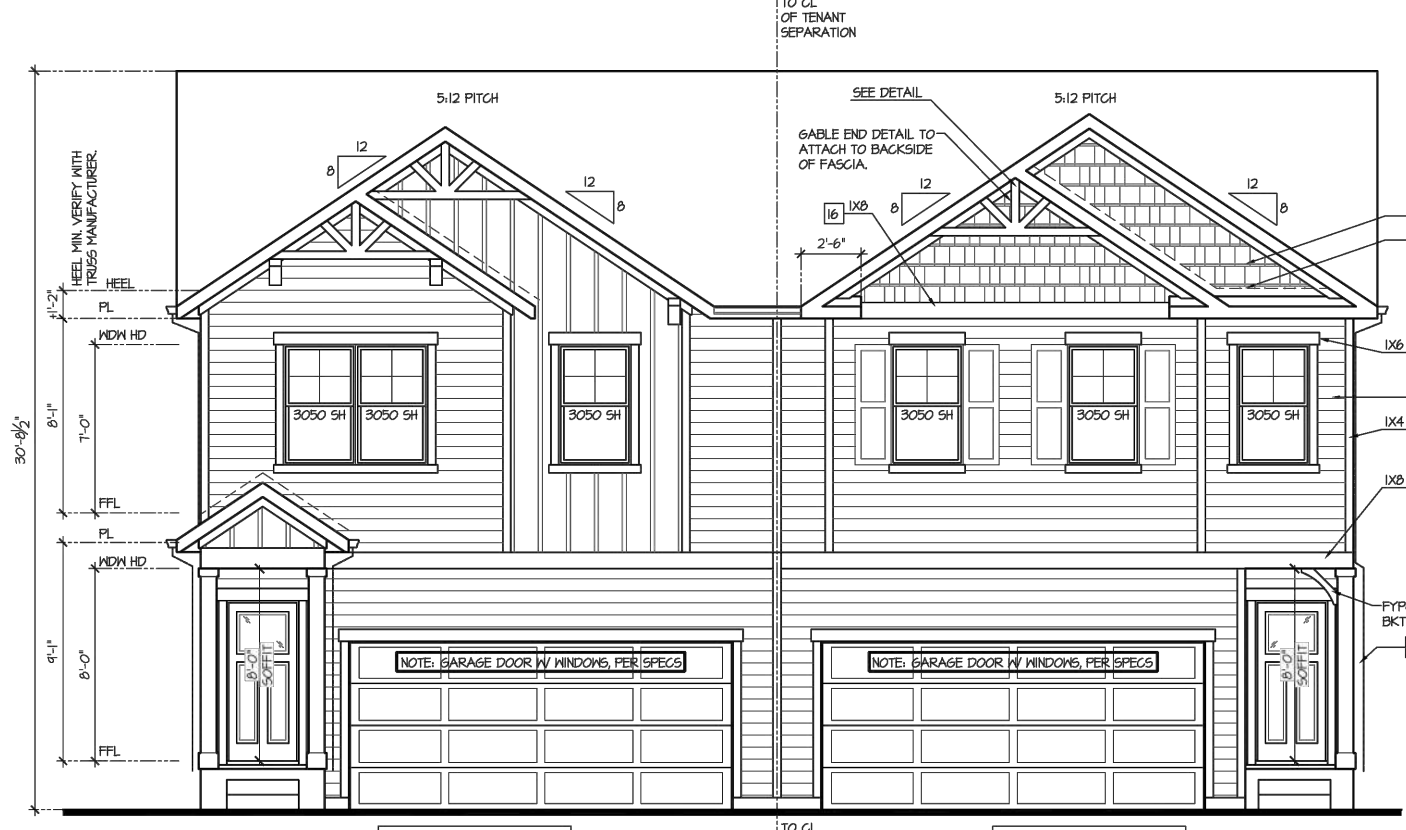 TO CL
OF TENANT
SEPARATION
5:12 PITCH
SEE DETAIL
5:12 PITCH
GABLE END DETAIL TO
ATTACH TO BACKSIDE
OF FASCIA.
12
8
12
8
12
8
12
8
16
1X8
2'-6"
HEEL MIN. VERIFY WITH
TRUSS MANUFACTURER.
HEEL
±1'-2"
PL
WDW HD
1X6
3050 SH
3050 SH
3050 SH
3050 SH
3050 SH
3050 SH
1X4
30'-8 1/2"
8'-1"
7'-0"
1X8
FFL
PL
WDW HD
9'-1"
8'-0"
8'-0"
SOFFIT
NOTE: GARAGE DOOR W/ WINDOWS, PER SPECS
NOTE: GARAGE DOOR W/ WINDOWS, PER SPECS
8'-0"
SOFFIT
FYP
BKT
FFL
TO CL